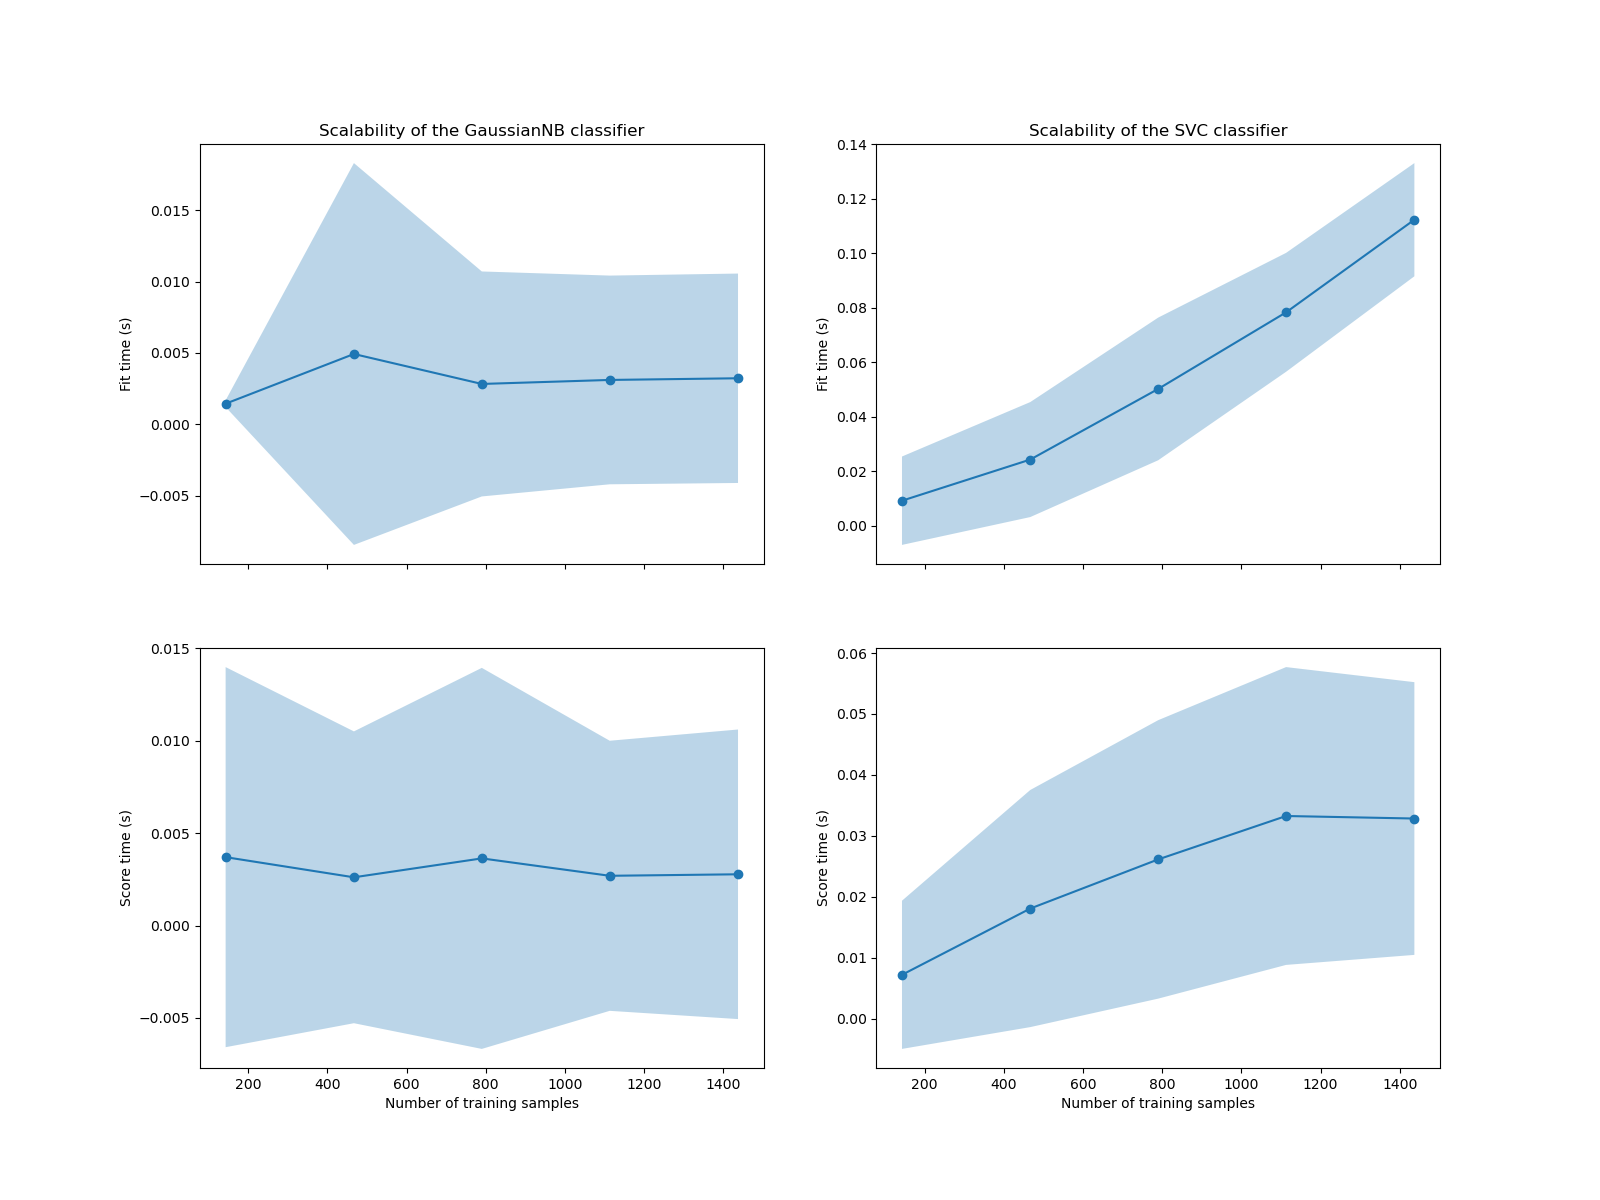 Scalability of the GaussianNB classifier
0.015
0.010
0.005
0.000
−0.005
Fit time (s)
Scalability of the SVC classifier
0.14
0.12
0.10
0.08
0.06
0.04
0.02
0.00
Fit time (s)
0.015
0.010
0.005
0.000
−0.005
Score time (s)
200 400 600 800 1000 1200 1400
Number of training samples
0.06
0.05
0.04
0.03
0.02
0.01
0.00
Score time (s)
200 400 600 800 1000 1200 1400
Number of training samples